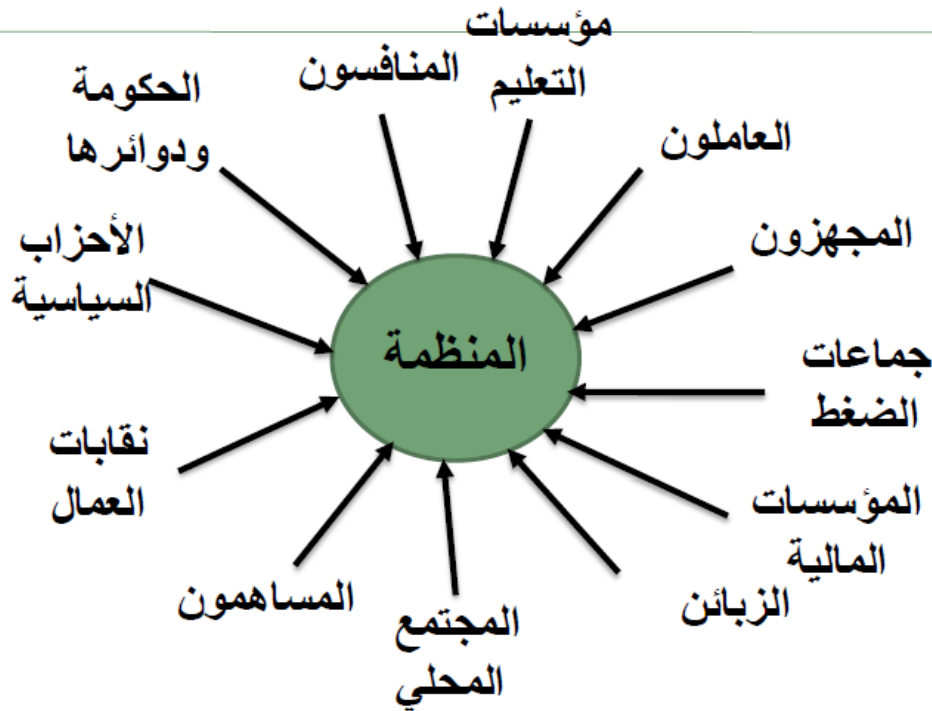 مؤسسات
التعليم
المنافسون
الحكومة
ودوائرها
العاملون
المجهزون
الأحزاب
السياسية
المنظمة
جماعات
الضغط
نقابات
العمال
المؤسسات
المالية
المساهمون
الزبائن
المجتمع
المحلي